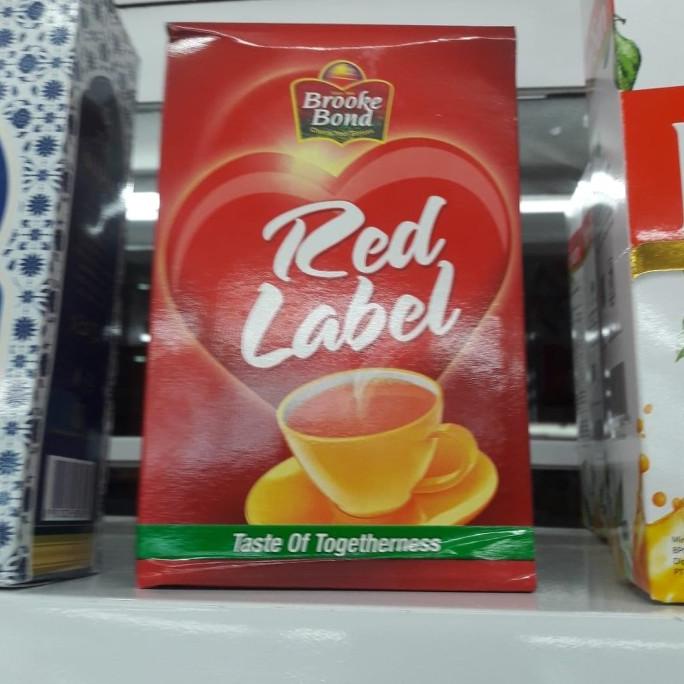 Brooke
Bond
Red
Label
Taste Of Togetherness